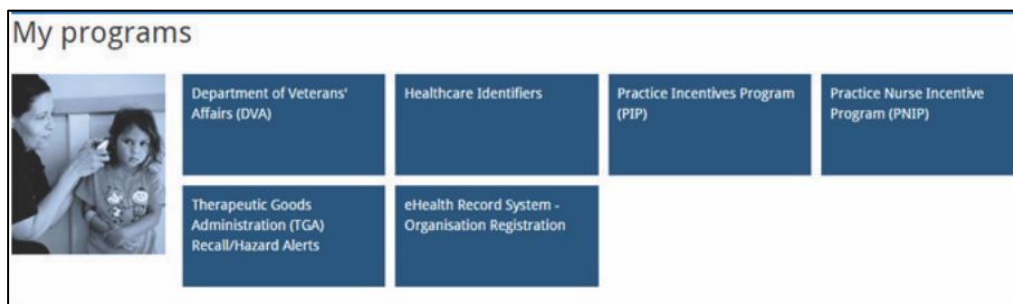 My programs
Department of Veterans'
Affairs (DVA)
Healthcare Identifiers
Practice Incentives Program
(PIP)
Practice Nurse Incentive
Program (PNIP)
Therapeutic Goods
Administration (TGA)
Recall/Hazard Alerts
eHealth Record System -
Organisation Registration